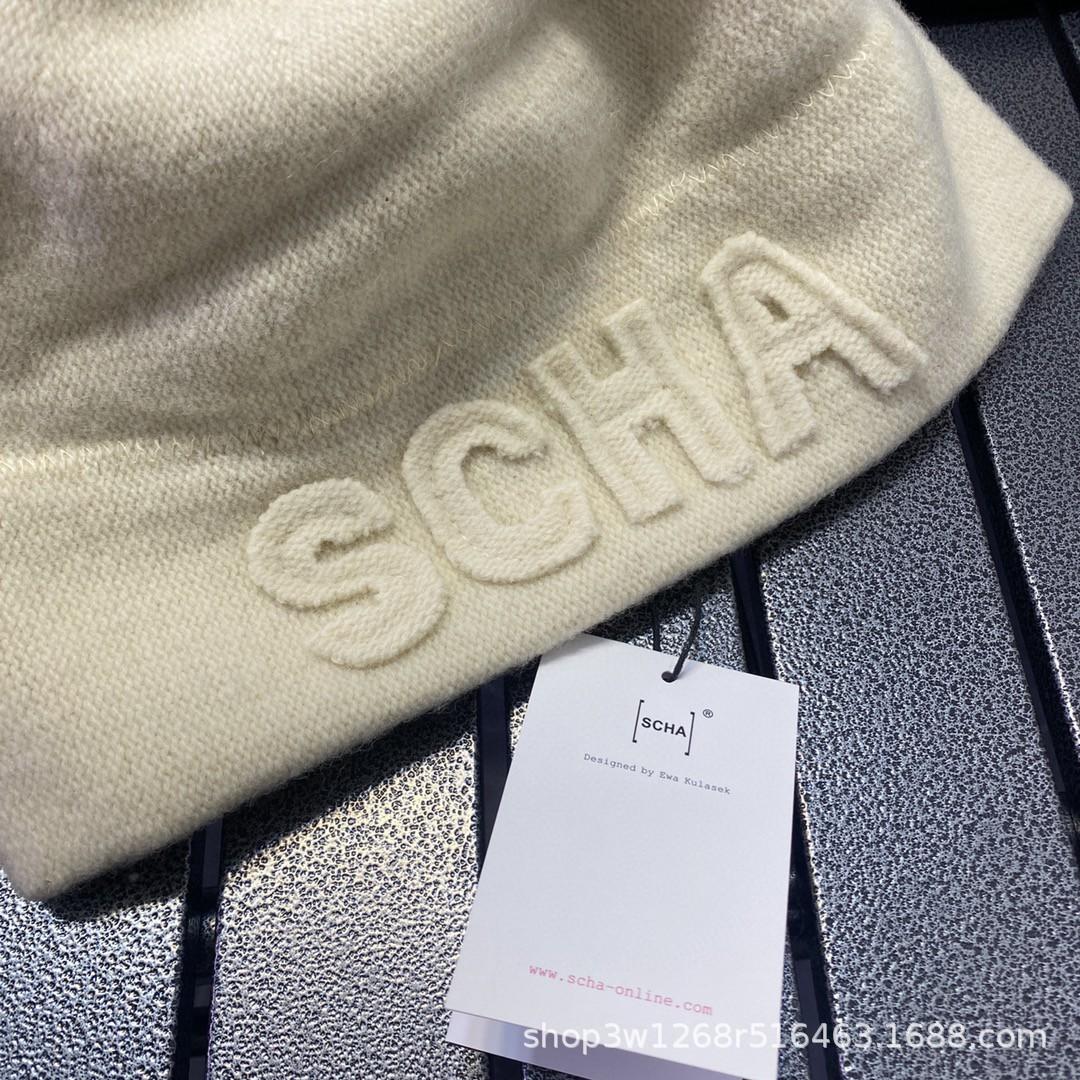 SCHA
[SCHA]®
Designed by Ewa Kulasek
www.scha-online.com
shop3w1268r516463.1688.com